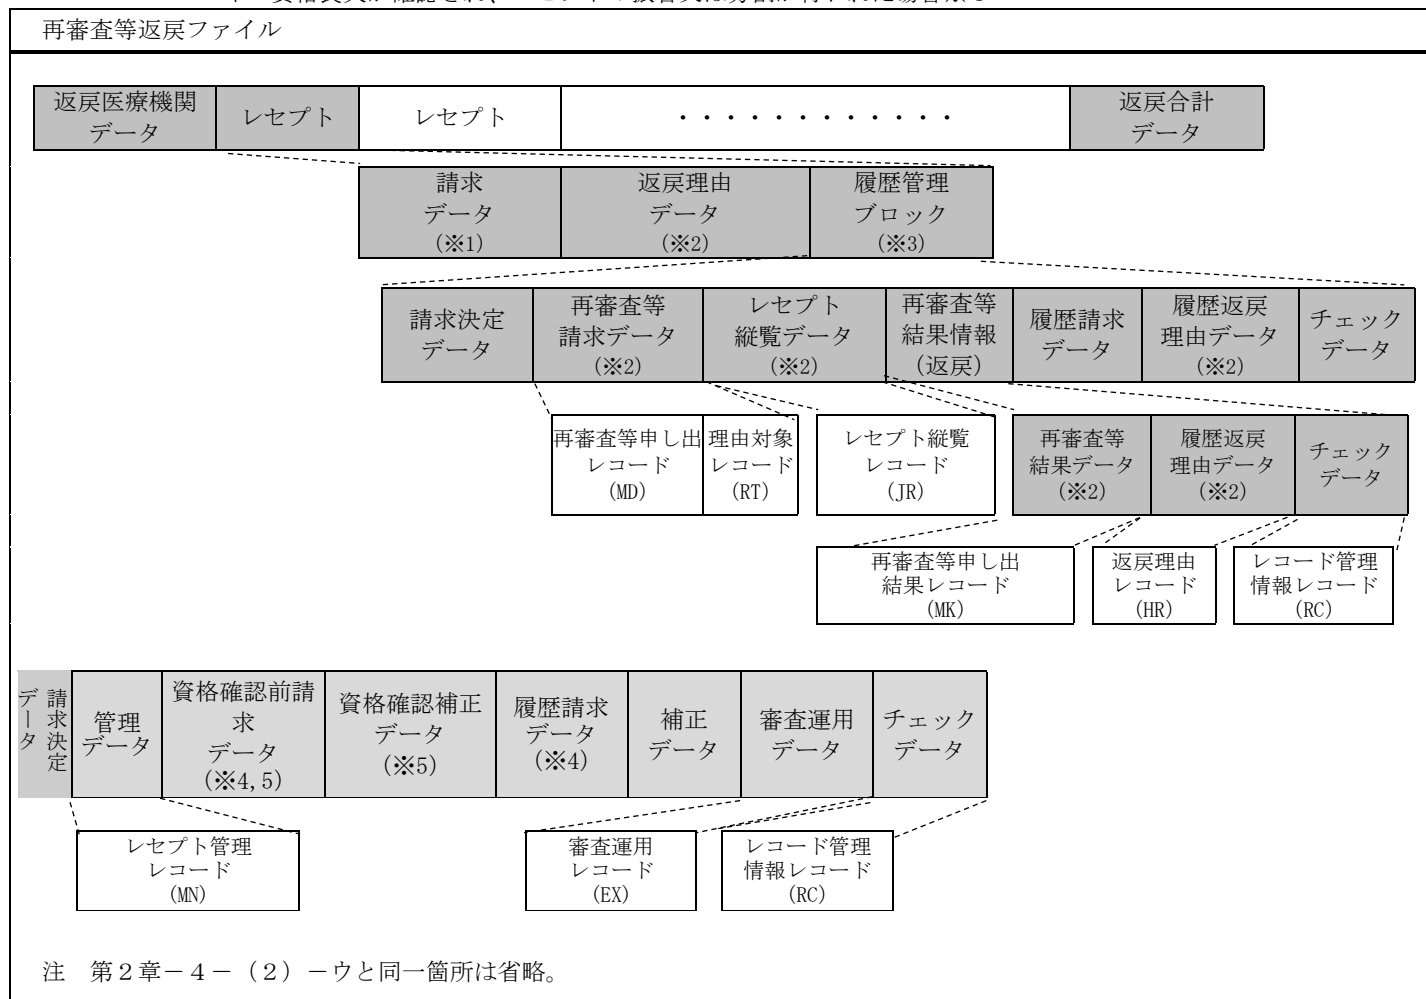 再審査等返戻ファイル
返戻医療機関
データ
レセプト
レセプト
・・・・・・・・・・・・
返戻合計
データ
請求
データ
(※1)
返戻理由
データ
(※2)
履歴管理
ブロック
(※3)
請求決定
データ
再審査等
請求データ
(※2)
レセプト
縦覧データ
(※2)
再審査等
結果情報
(返戻)
履歴請求
データ
履歴返戻
理由データ
(※2)
チェック
データ
再審査等申し出
レコード
(MD)
理由対象
レコード
(RT)
レセプト縦覧
レコード
(JR)
再審査等
結果データ
(※2)
履歴返戻
理由データ
(※2)
チェック
データ
再審査等申し出
結果レコード
(MK)
返戻理由
レコード
(HR)
レコード管理
情報レコード
(RC)
請求決定
データ
管理
データ
資格確認前請
求
データ
(※4,5)
資格確認補正
データ
(※5)
履歴請求
データ
(※4)
補正
データ
審査運用
データ
チェック
データ
レセプト管理
レコード
(MN)
審査運用
レコード
(EX)
レコード管理
情報レコード
(RC)
注　第２章－４－（２）－ウと同一箇所は省略。